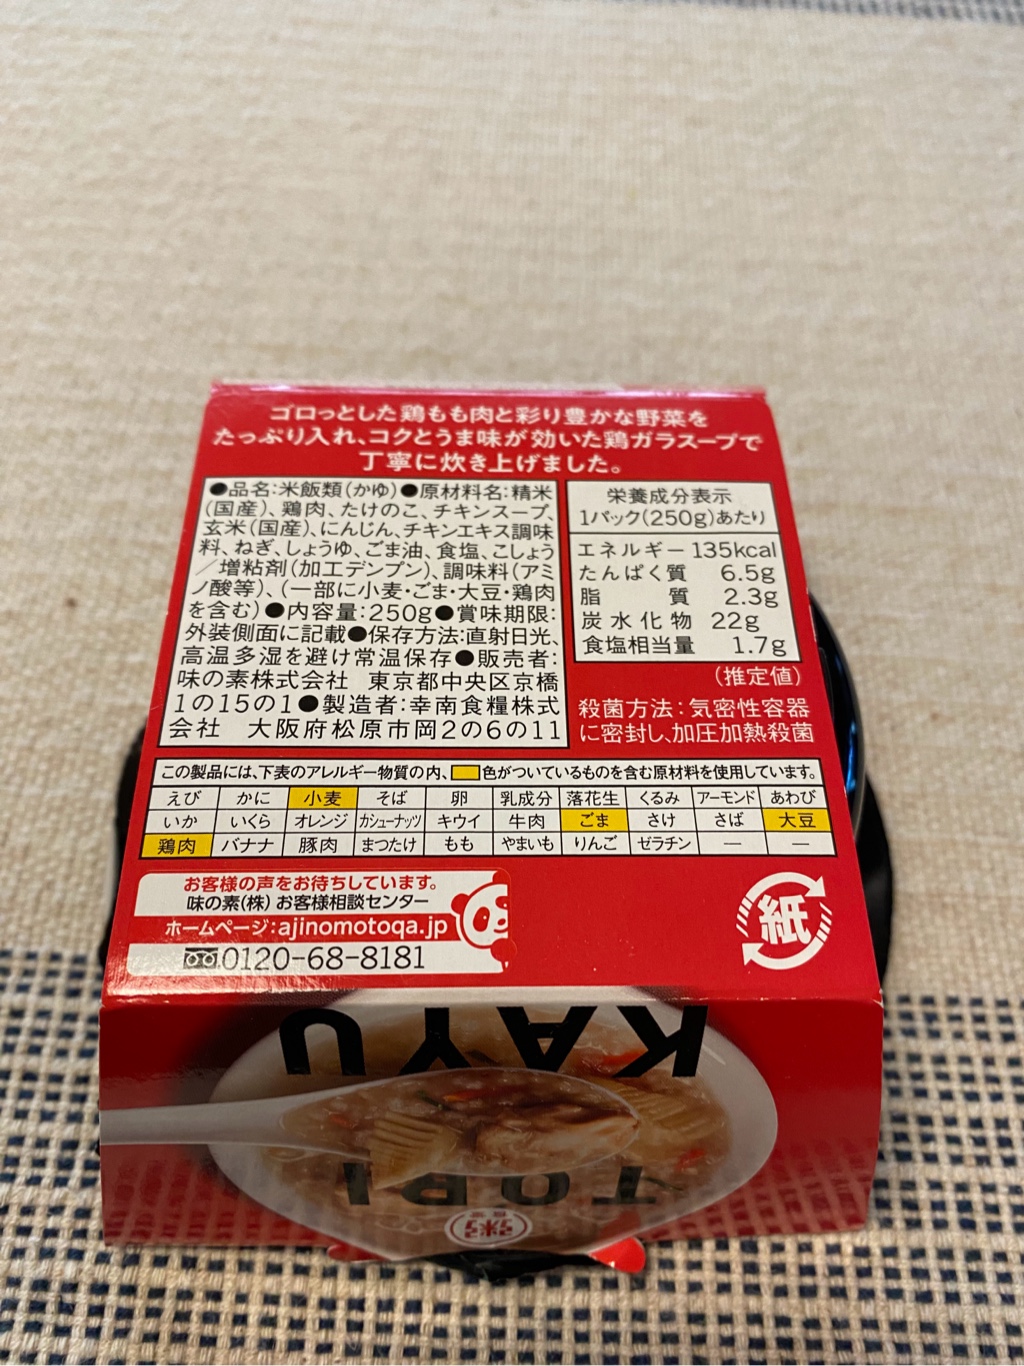 ゴロっとした鶏もも肉と彩り豊かな野菜を
たっぷり入れ、コクとうま味が効いた鶏ガラスープで
丁寧に炊き上げました。
●品名:米飯類(かゆ)●原材料名:精米
(国産)、鶏肉、たけのこ、チキンスープ、
玄米(国産)、にんじん、チキンエキス調味
料、ねぎ、しょうゆ、ごま油、食塩、こしょう
/増粘剤(加工デンプン)、調味料(アミ
ノ酸等)、(一部に小麦・ごま・大豆・鶏肉
を含む)●内容量:250g●賞味期限:
外装側面に記載●保存方法:直射日光、
高温多湿を避け常温保存●販売者:
味の素株式会社 東京都中央区京橋
1の15の1●製造者:幸南食糧株式
会社 大阪府松原市岡2の6の11
栄養成分表示
1パック(250g)あたり
エネルギー 135kcal
たんぱく質 6.5g
脂質 2.3g
炭水化物 22g
食塩相当量 1.7g
(推定値)
殺菌方法:気密性容器
に密封し、加圧加熱殺菌
この製品には、下表のアレルギー物質の内、色がついているものを含む原材料を使用しています。
えび かに 小麦 そば 卵 乳成分 落花生 くるみ アーモンド あわび
いか いくら オレンジ カシューナッツ キウイ 牛肉 ごま さけ さば 大豆
鶏肉 バナナ 豚肉 まつたけ もも やまいも りんご ゼラチン — —
お客様の声をお待ちしています。
味の素(株) お客様相談センター
ホームページ:ajinomotoqa.jp
0120-68-8181
紙
KAYU
TORI
粥